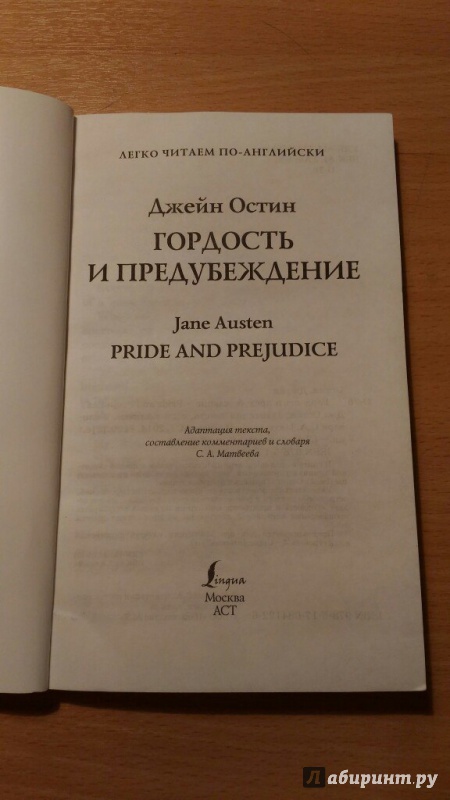 ЛЕГКО ЧИТАЕМ ПО-АНГЛИЙСКИ
Джейн Остин
ГОРДОСТЬ
И ПРЕДУБЕЖДЕНИЕ
Jane Austen
PRIDE AND PREJUDICE
Адаптация текста,
составление комментариев и словаря
С. А. Матвеева
Lingua
Москва
АСТ
Лабиринт.ру